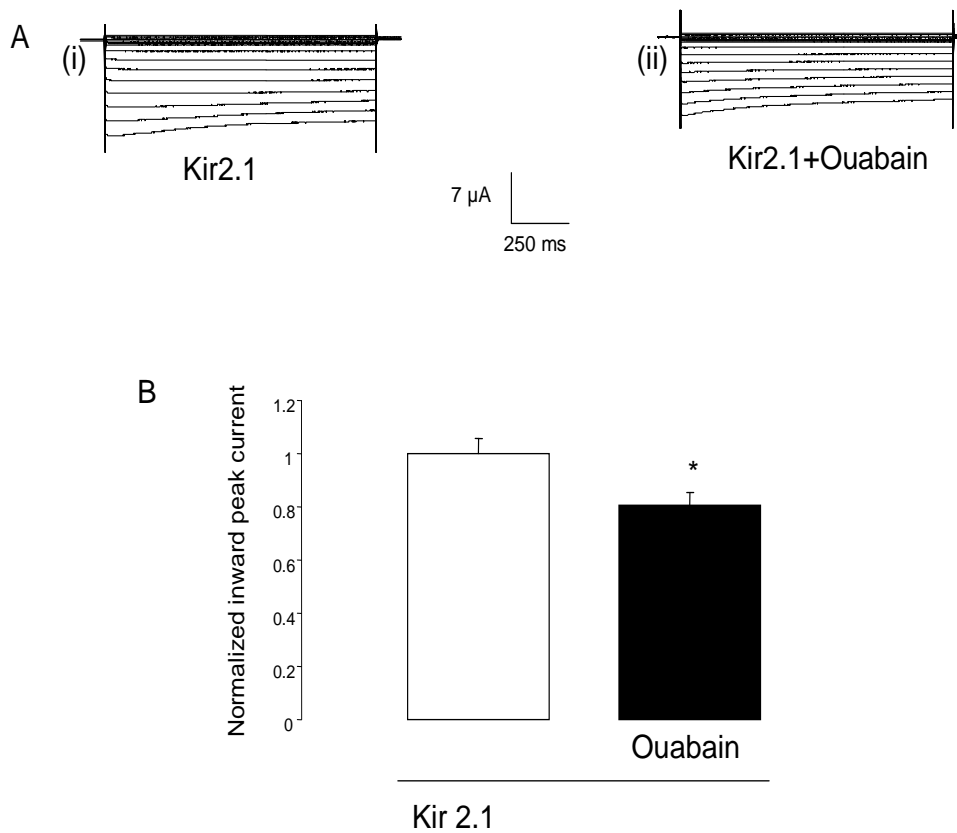 A
(i)
(ii)
Kir2.1
Kir2.1+Ouabain
7 µA
250 ms
B
Normalized inward peak current
1.2
1
0.8
0.6
0.4
0.2
0
*
Ouabain
Kir 2.1